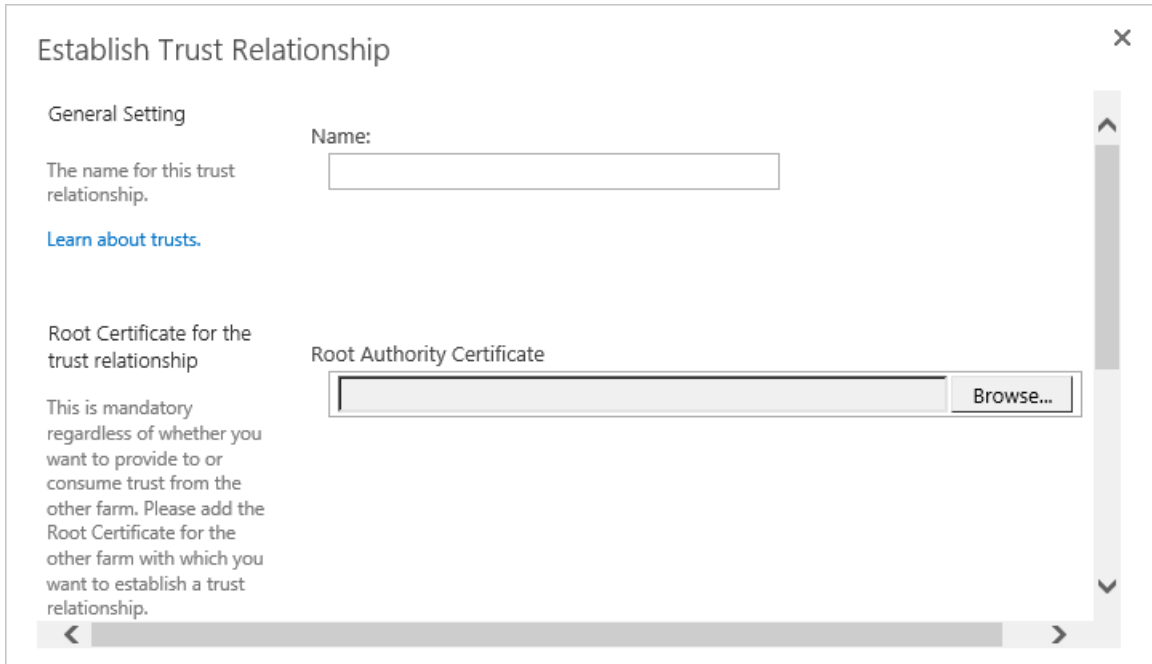 Establish Trust Relationship
General Setting
Name:
The name for this trust
relationship.
Learn about trusts.
Root Certificate for the
trust relationship
Root Authority Certificate
Browse...
This is mandatory
regardless of whether you
want to provide to or
consume trust from the
other farm. Please add the
Root Certificate for the
other farm with which you
want to establish a trust
relationship.